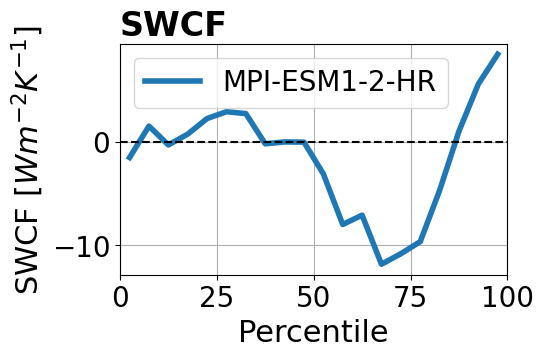 SWCF
SWCF [Wm⁻²K⁻¹]
MPI-ESM1-2-HR
0
−10
0 25 50 75 100
Percentile